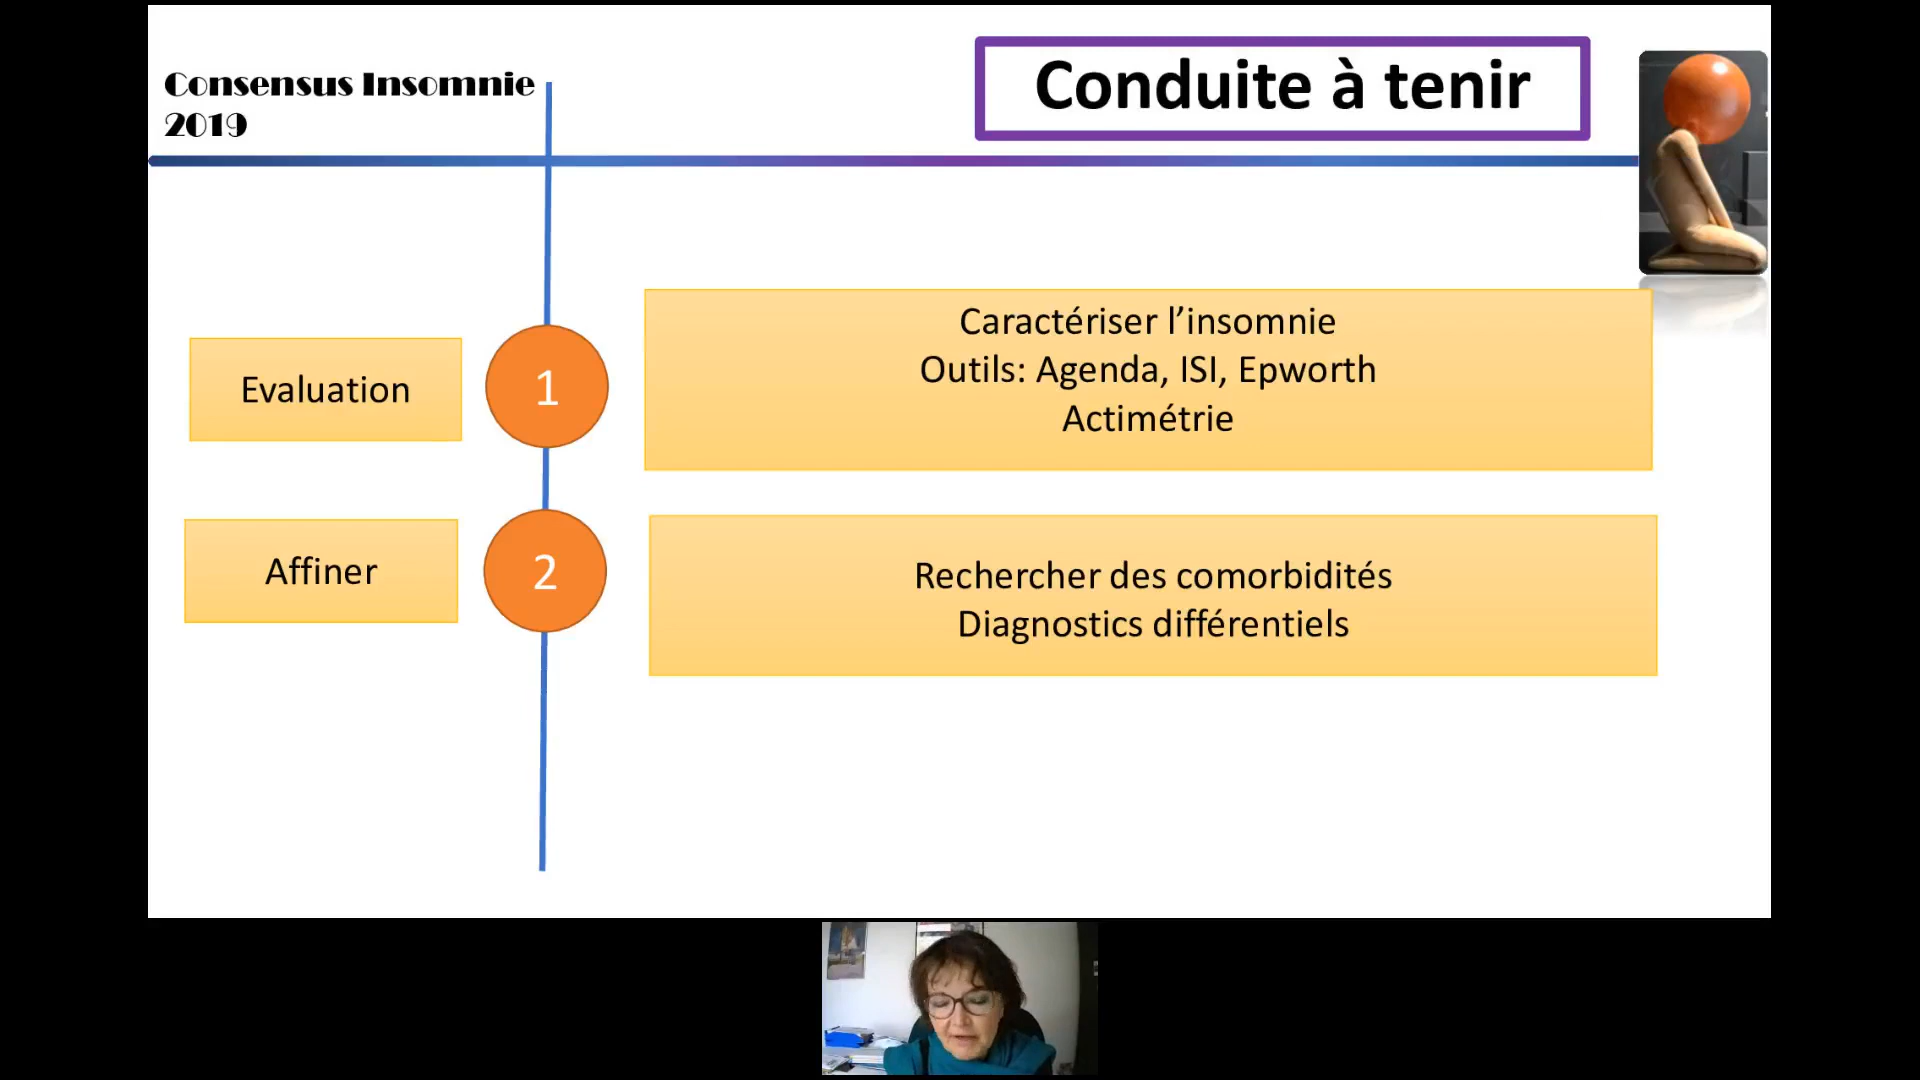 Consensus Insomnie
2019
Conduite à tenir
Evaluation
1
Caractériser l’insomnie
Outils: Agenda, ISI, Epworth
Actimétrie
Affiner
2
Rechercher des comorbidités
Diagnostics différentiels